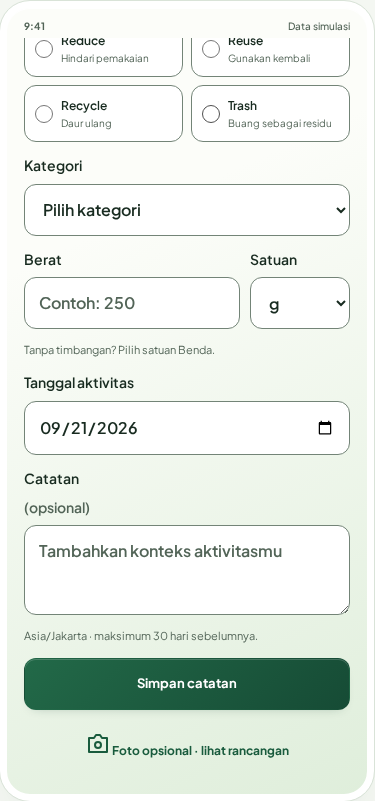 9:41 Data simulasi
Reduce Reuse
Hindari pemakaian Gunakan kembali
Recycle Trash
Daur ulang Buang sebagai residu
Kategori
Pilih kategori
Berat Satuan
Contoh: 250 g
Tanpa timbangan? Pilih satuan Benda.
Tanggal aktivitas
09/21/2026
Catatan
(opsional)
Tambahkan konteks aktivitasmu
Asia/Jakarta · maksimum 30 hari sebelumnya.
Simpan catatan
Foto opsional · lihat rancangan